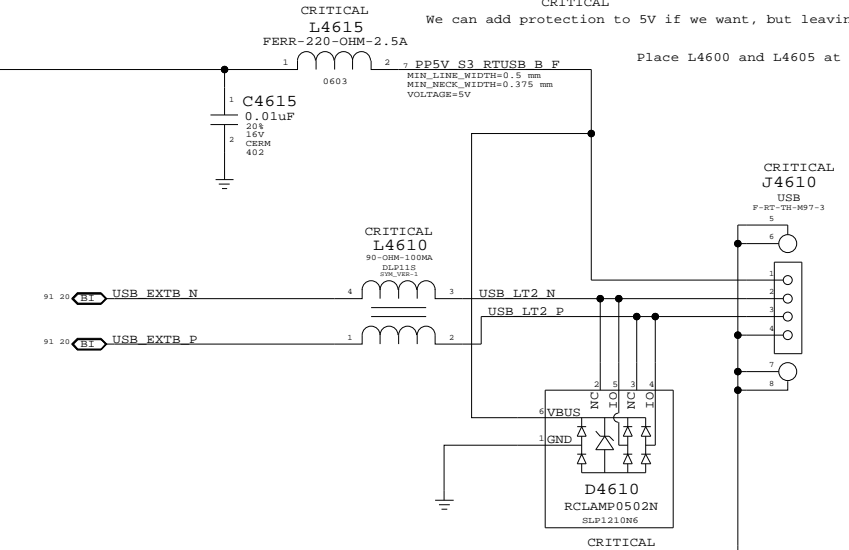 CRITICAL
We can add protection to 5V if we want, but leavin
Place L4600 and L4605 at
CRITICAL
L4615
FERR-220-OHM-2.5A
1
2
0603
7
PP5V_S3_RTUSB_B_F
MIN_LINE_WIDTH=0.5 mm
MIN_NECK_WIDTH=0.375 mm
VOLTAGE=5V
1
C4615
0.01uF
20%
16V
CERM
402
2
CRITICAL
J4610
USB
F-RT-TH-M97-3
5
6
1
2
3
4
7
8
CRITICAL
L4610
90-OHM-100MA
DLP11S
SYM_VER-1
4
3
1
2
91 20 BI USB_EXTB_N
USB_LT2_N
USB_LT2_P
91 20 BI USB_EXTB_P
2
5
3
4
NC
IO
NC
IO
6 VBUS
1 GND
D4610
RCLAMP0502N
SLP1210N6
CRITICAL